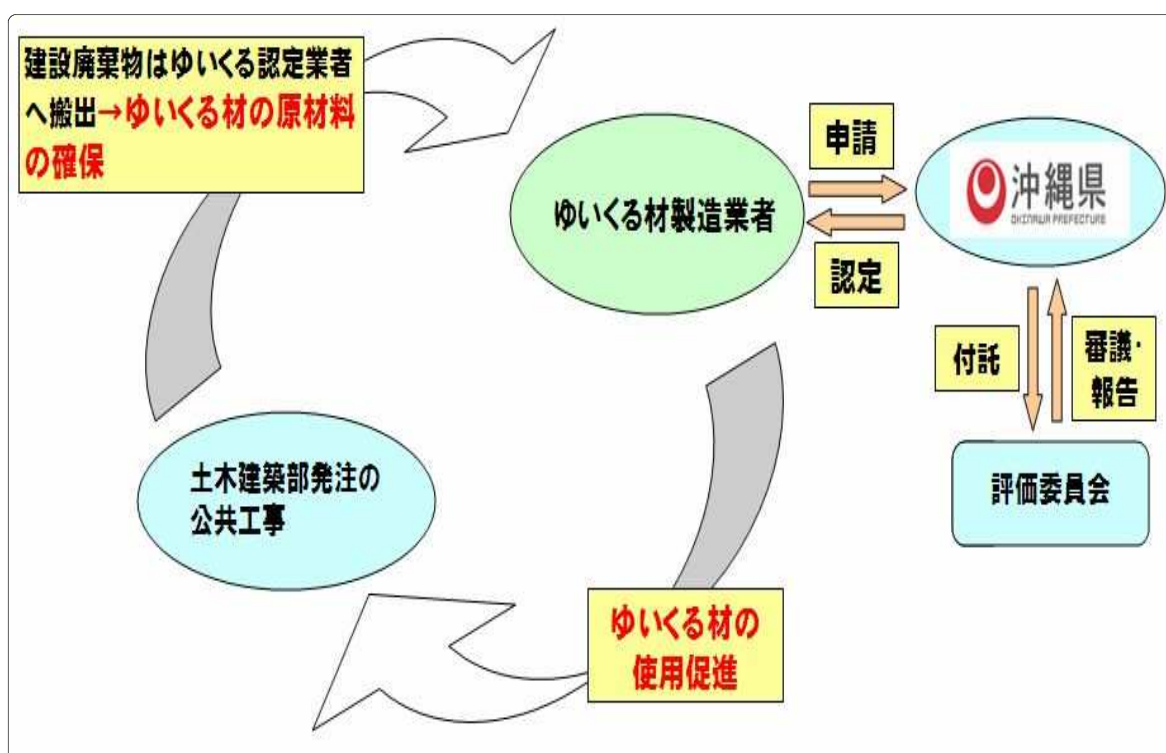 建設廃棄物はゆいくる認定業者
へ搬出→ゆいくる材の原材料
の確保
ゆいくる材製造業者
申請
認定
沖縄県
OKINAWA PREFECTURE
付託
審議・
報告
評価委員会
土木建築部発注の
公共工事
ゆいくる材の
使用促進